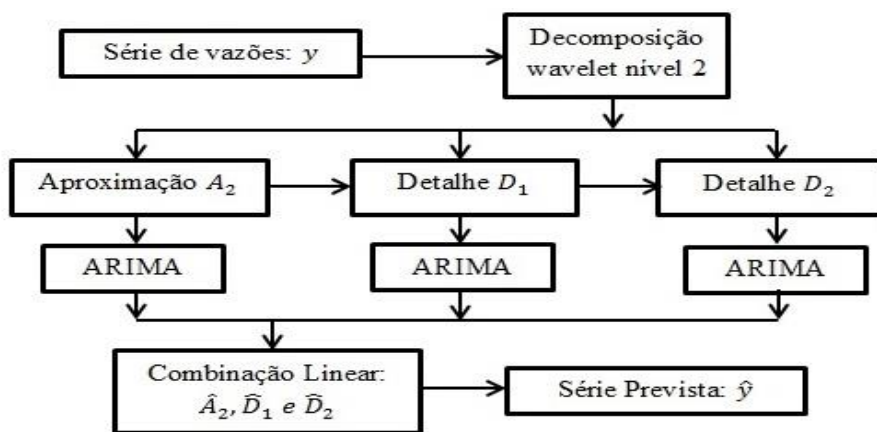 Série de vazões: y
Decomposição
wavelet nível 2
Aproximação A₂
Detalhe D₁
Detalhe D₂
ARIMA
ARIMA
ARIMA
Combinação Linear:
Â₂, D̂₁ e D̂₂
Série Prevista: ŷ